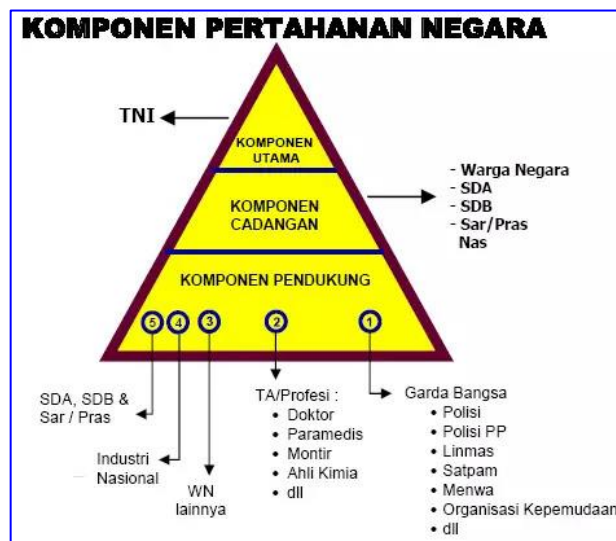 KOMPONEN PERTAHANAN NEGARA
TNI
KOMPONEN
UTAMA
- Warga Negara
- SDA
- SDB
- Sar/Pras
Nas
KOMPONEN
CADANGAN
KOMPONEN PENDUKUNG
5
4
3
2
1
SDA, SDB &
Sar / Pras
Industri
Nasional
WN
lainnya
TA/Profesi :
• Doktor
• Paramedis
• Montir
• Ahli Kimia
• dll
Garda Bangsa
• Polisi
• Polisi PP
• Linmas
• Satpam
• Menwa
• Organisasi Kepemudaan
• dll